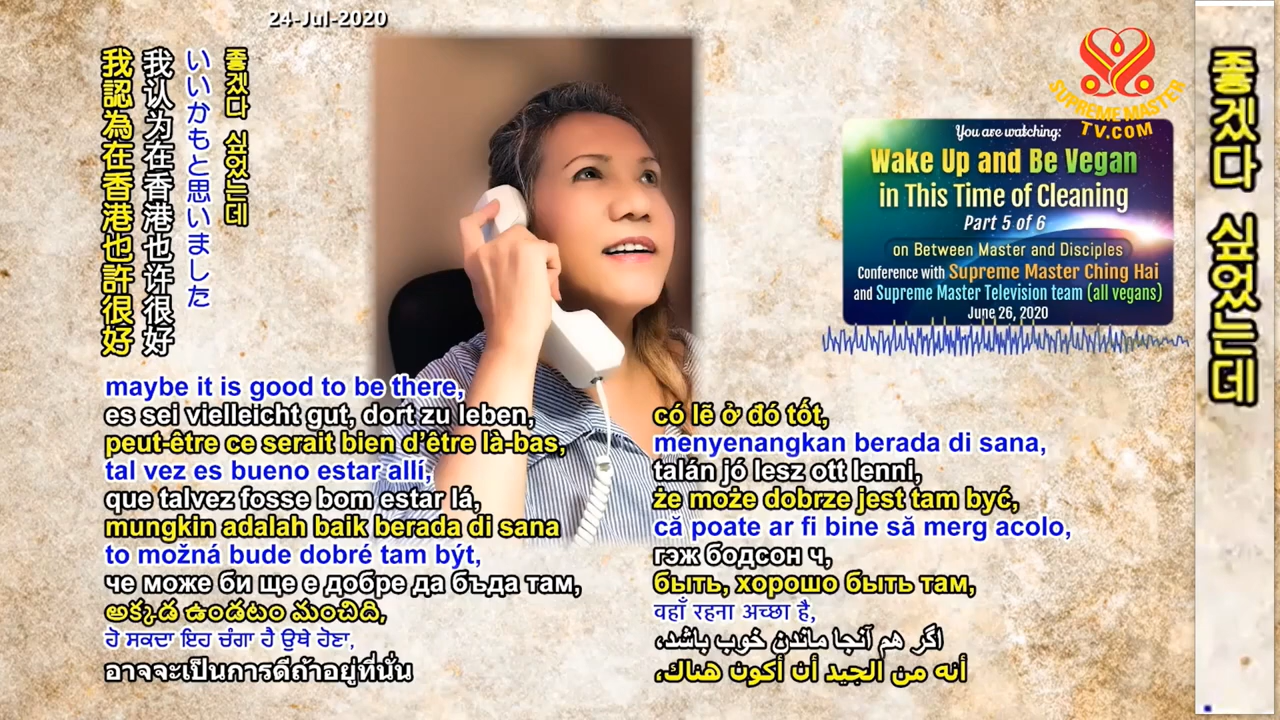 24-Jul-2020
我認為在香港也許很好
我认为在香港也许很好
いいかもと思いました
좋겠다 싶었는데
SUPREME MASTER
TV.COM
You are watching:
Wake Up and Be Vegan
in This Time of Cleaning
Part 5 of 6
on Between Master and Disciples
Conference with Supreme Master Ching Hai
and Supreme Master Television team (all vegans)
June 26, 2020
좋겠다 싶었는데
maybe it is good to be there,
es sei vielleicht gut, dort zu leben,
peut-être ce serait bien d’être là-bas,
tal vez es bueno estar allí,
que talvez fosse bom estar lá,
mungkin adalah baik berada di sana
to možná bude dobré tam být,
че може би ще е добре да бъда там,
అక్కడ ఉండటం మంచిది,
ਹੋ ਸਕਦਾ ਇਹ ਚੰਗਾ ਹੈ ਉਥੇ ਹੋਣਾ,
อาจจะเป็นการดีถ้าอยู่ที่นั่น
có lẽ ở đó tốt,
menyenangkan berada di sana,
talán jó lesz ott lenni,
że może dobrze jest tam być,
că poate ar fi bine să merg acolo,
гэж бодсон ч,
быть, хорошо быть там,
वहाँ रहना अच्छा है,
اگر هم آنجا ماندن خوب باشد،
أنه من الجيد أن أكون هناك،